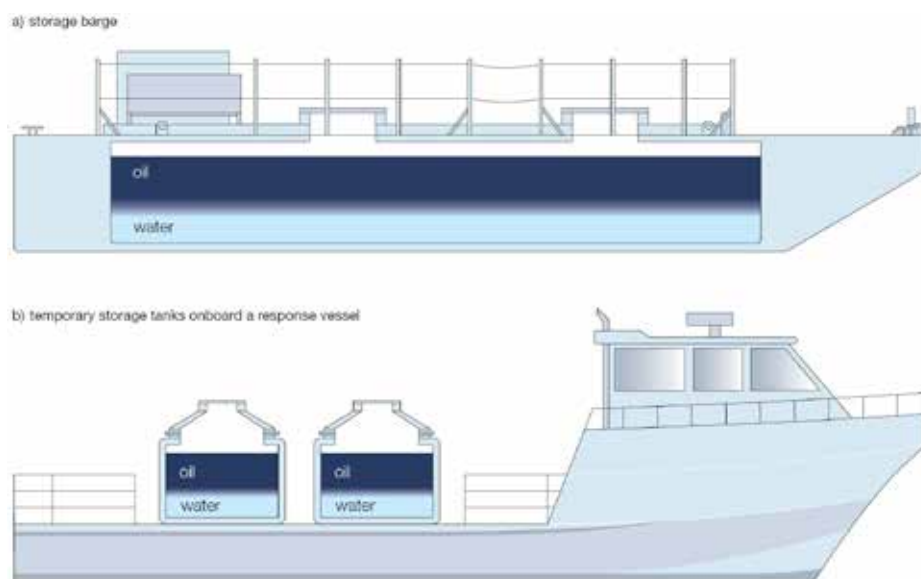 a) storage barge
oil
water
b) temporary storage tanks onboard a response vessel
oil
oil
water
water